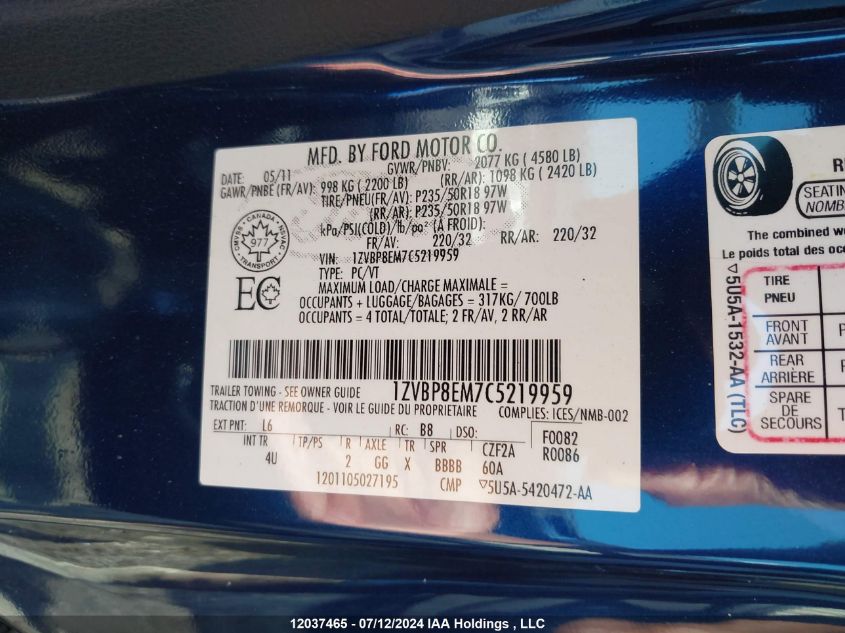 MFD. BY FORD MOTOR CO.
DATE: 05/11 GVWR/PNBV: 2077 KG ( 4580 LB)
GAWR/PNBE (FR/AV): 998 KG ( 2200 LB) (RR/AR): 1098 KG ( 2420 LB)
TIRE/PNEU(FR/AV): P235/50R18 97W
(RR/AR): P235/50R18 97W
kPa/PSI(COLD)/lb/po² (À FROID):
FR/AV: 220/32 RR/AR: 220/32
VIN: 1ZVBP8EM7C5219959
TYPE: PC/VT
MAXIMUM LOAD/CHARGE MAXIMALE =
OCCUPANTS + LUGGAGE/BAGAGES = 317KG/ 700LB
OCCUPANTS = 4 TOTAL/TOTALE; 2 FR/AV, 2 RR/AR
CANADA
CMVSS 977 NSVAC
TRANSPORT
EC
1ZVBP8EM7C5219959
TRAILER TOWING - SEE OWNER GUIDE
TRACTION D'UNE REMORQUE - VOIR LE GUIDE DU PROPRIETAIRE COMPLIES: ICES/NMB-002
EXT PNT: L6 RC: B8 DSO: F0082
INT TR TP/PS R AXLE TR SPR CZF2A R0086
4U 2 GG X BBBB 60A
1201105027195 CMP ▽5U5A-5420472-AA
SEATING
NOMB
The combined
Le poids total des
▽5U5A-1532-AA (TLC)
TIRE
PNEU
FRONT
AVANT
REAR
ARRIÈRE
SPARE
DE
SECOURS
12037465 - 07/12/2024 IAA Holdings , LLC